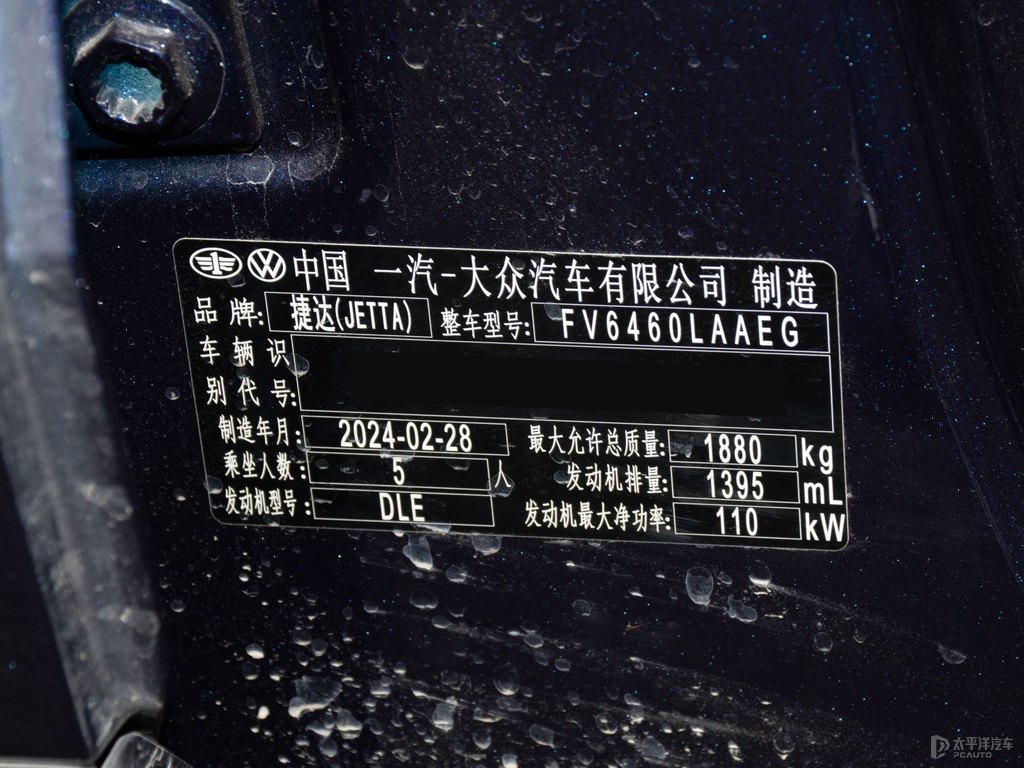 中国 一汽-大众汽车有限公司 制造
品牌: 捷达(JETTA) 整车型号: FV6460LAAEG
车辆识
别代号:
制造年月: 2024-02-28 最大允许总质量: 1880 kg
乘坐人数: 5 人 发动机排量: 1395 mL
发动机型号: DLE 发动机最大净功率: 110 kW
太平洋汽车
PCAUTO